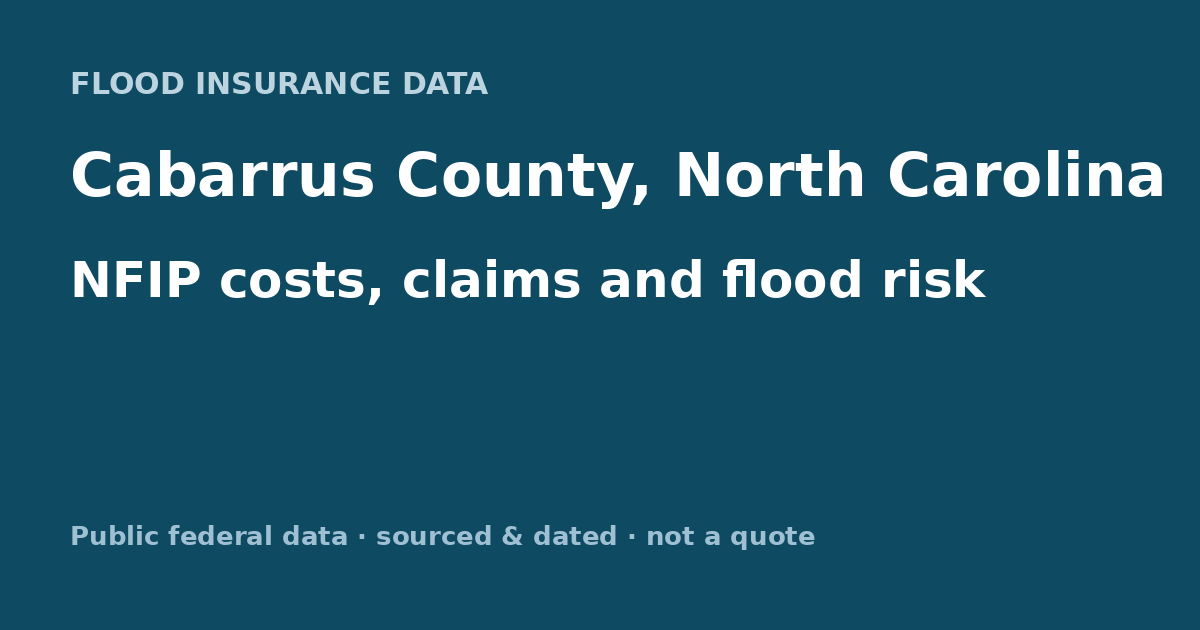 FLOOD INSURANCE DATA
Cabarrus County, North Carolina
NFIP costs, claims and flood risk
Public federal data · sourced & dated · not a quote